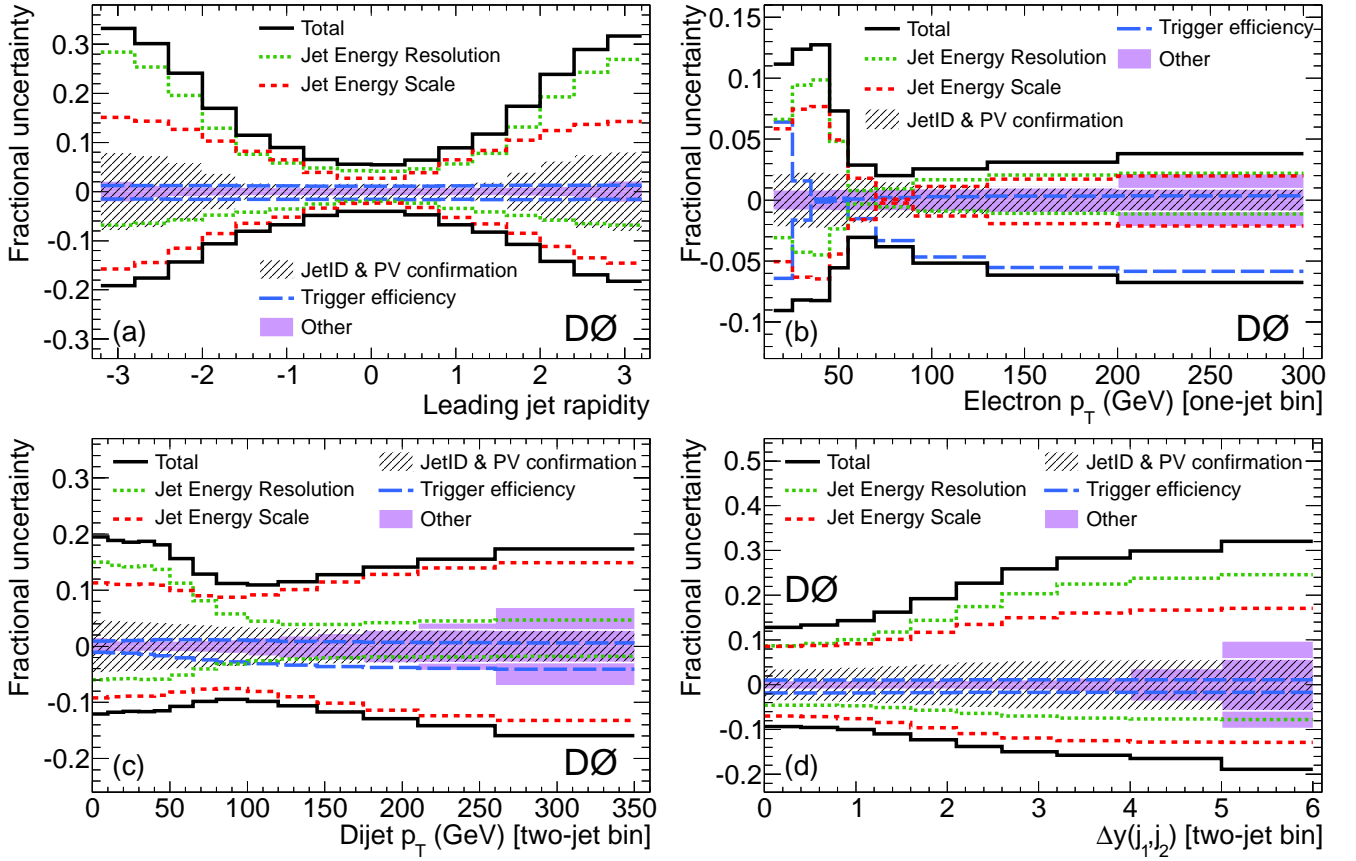 Fractional uncertainty
0.3
0.2
0.1
0
-0.1
-0.2
-0.3
Total
Jet Energy Resolution
Jet Energy Scale
JetID & PV confirmation
Trigger efficiency
Other
(a)
DØ
-3 -2 -1 0 1 2 3
Leading jet rapidity
Fractional uncertainty
0.15
0.1
0.05
0
-0.05
-0.1
Total
Jet Energy Resolution
Jet Energy Scale
JetID & PV confirmation
Trigger efficiency
Other
(b)
DØ
50 100 150 200 250 300
Electron p_T (GeV) [one-jet bin]
Fractional uncertainty
0.3
0.2
0.1
0
-0.1
-0.2
Total
Jet Energy Resolution
Jet Energy Scale
JetID & PV confirmation
Trigger efficiency
Other
(c)
DØ
0 50 100 150 200 250 300 350
Dijet p_T (GeV) [two-jet bin]
Fractional uncertainty
0.5
0.4
0.3
0.2
0.1
0
-0.1
-0.2
Total
Jet Energy Resolution
Jet Energy Scale
JetID & PV confirmation
Trigger efficiency
Other
DØ
(d)
0 1 2 3 4 5 6
Δy(j_1,j_2) [two-jet bin]